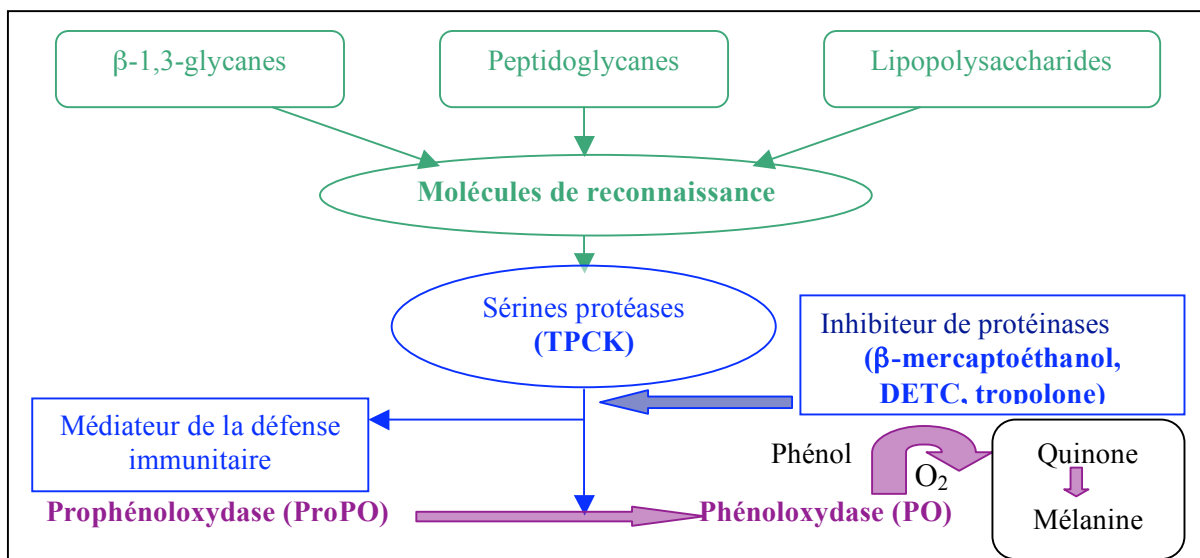 β-1,3-glycanes
Peptidoglycanes
Lipopolysaccharides
Molécules de reconnaissance
Sérines protéases
(TPCK)
Inhibiteur de protéinases
(β-mercaptoéthanol,
DETC, tropolone)
Médiateur de la défense
immunitaire
Phénol
O₂
Quinone
Mélanine
Prophénoloxydase (ProPO)
Phénoloxydase (PO)